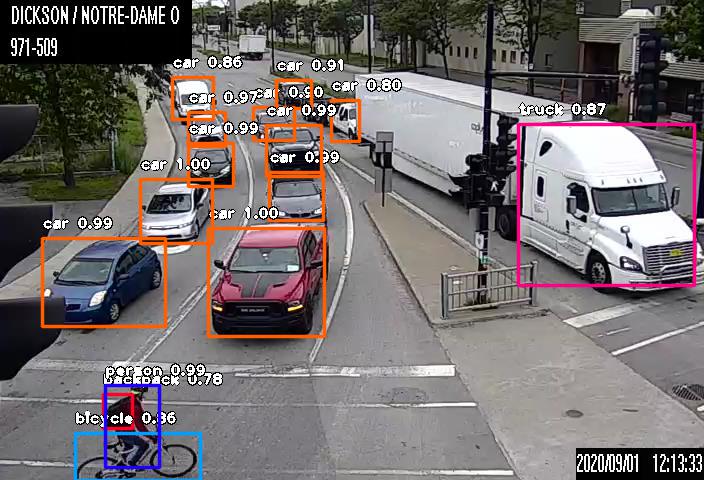 DICKSON / NOTRE-DAME O
971-509
car 0.86
car 0.91
car 0.80
car 0.97
car 0.90
car 0.99
car 0.99
truck 0.87
car 1.00
car 0.99
car 0.99
car 1.00
person 0.99
backpack 0.78
bicycle 0.86
2020/09/01 12:13:33